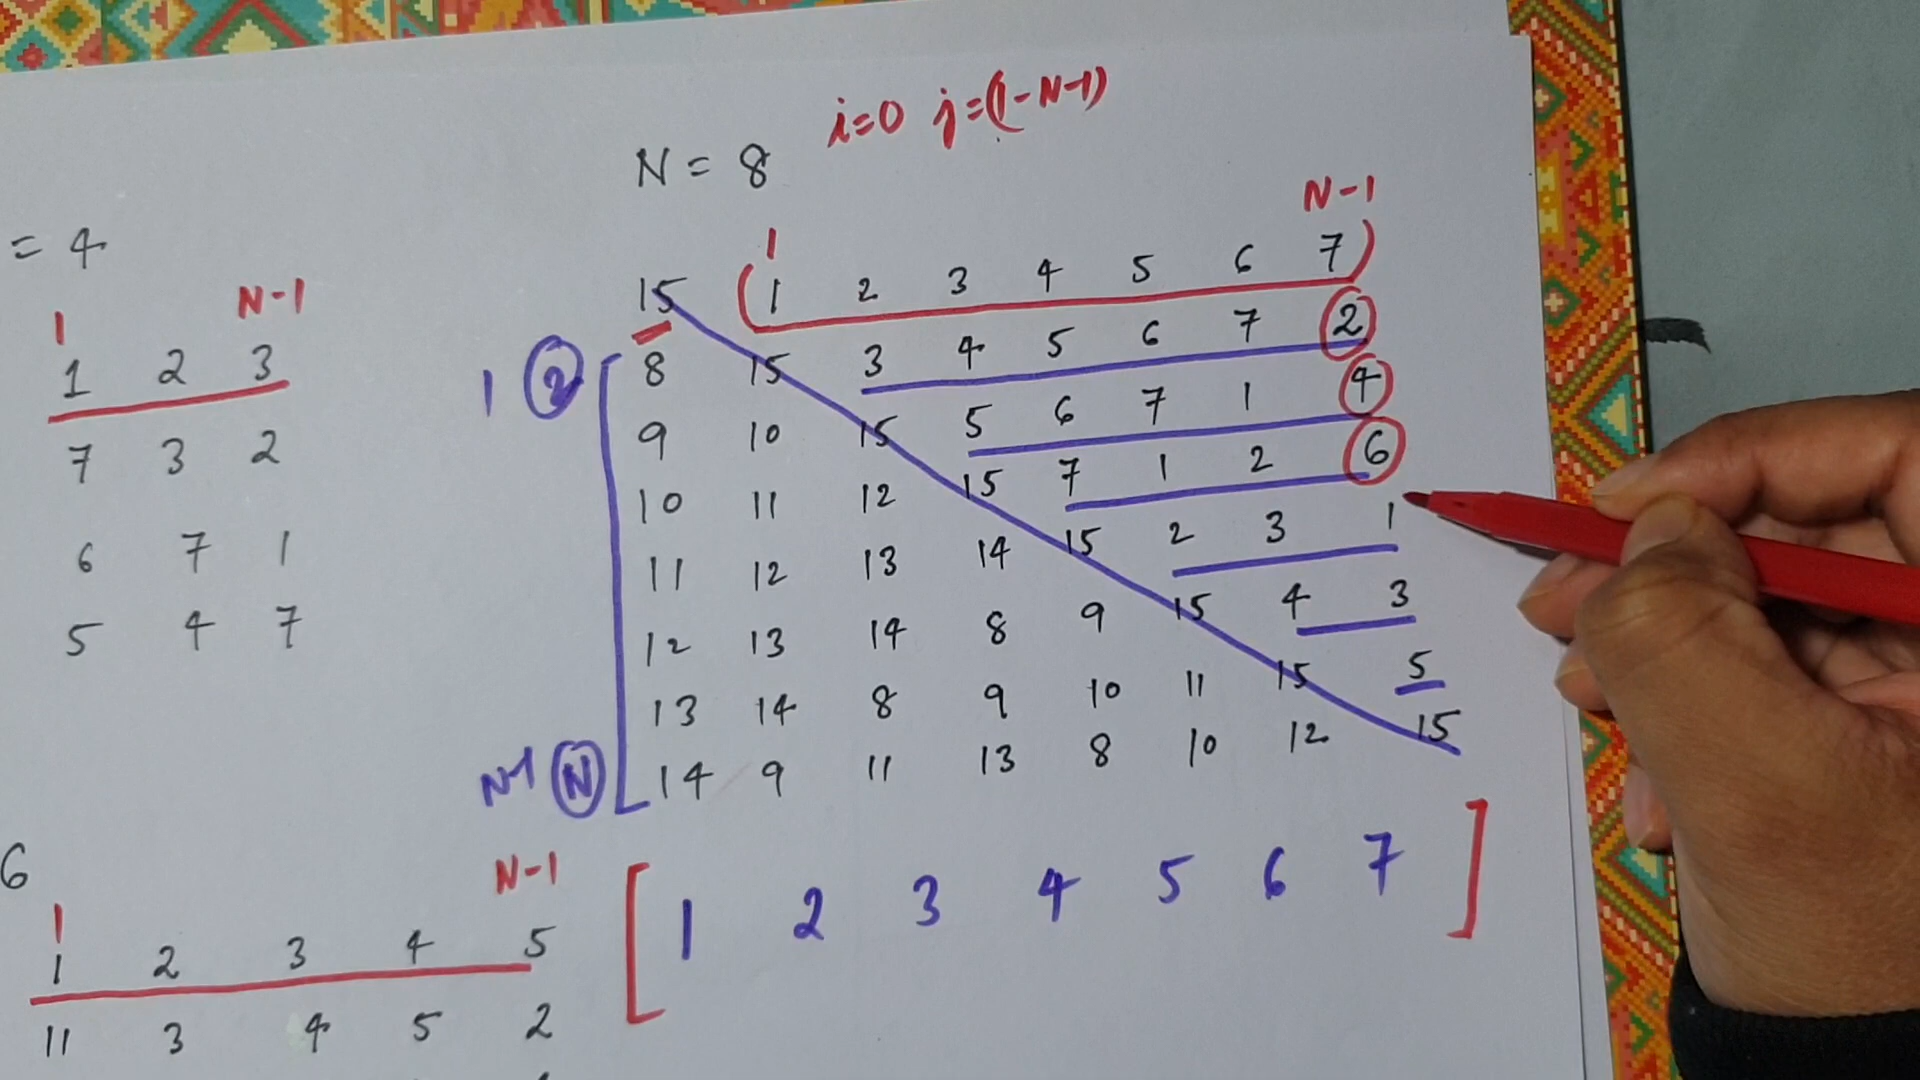 i=0 j=(1-N-1)
N = 8
N-1
1
15 ( 1 2 3 4 5 6 7 )
1 2 8 15 3 4 5 6 7 2
9 10 15 5 6 7 1 4
10 11 12 15 7 1 2 6
11 12 13 14 15 2 3 1
12 13 14 8 9 15 4 3
13 14 8 9 10 11 15 5
N-1 N 14 9 11 13 8 10 12 15
[ 1 2 3 4 5 6 7 ]
= 4
1 N-1
1 2 3
7 3 2
6 7 1
5 4 7
6
1 N-1
1 2 3 4 5
11 3 4 5 2